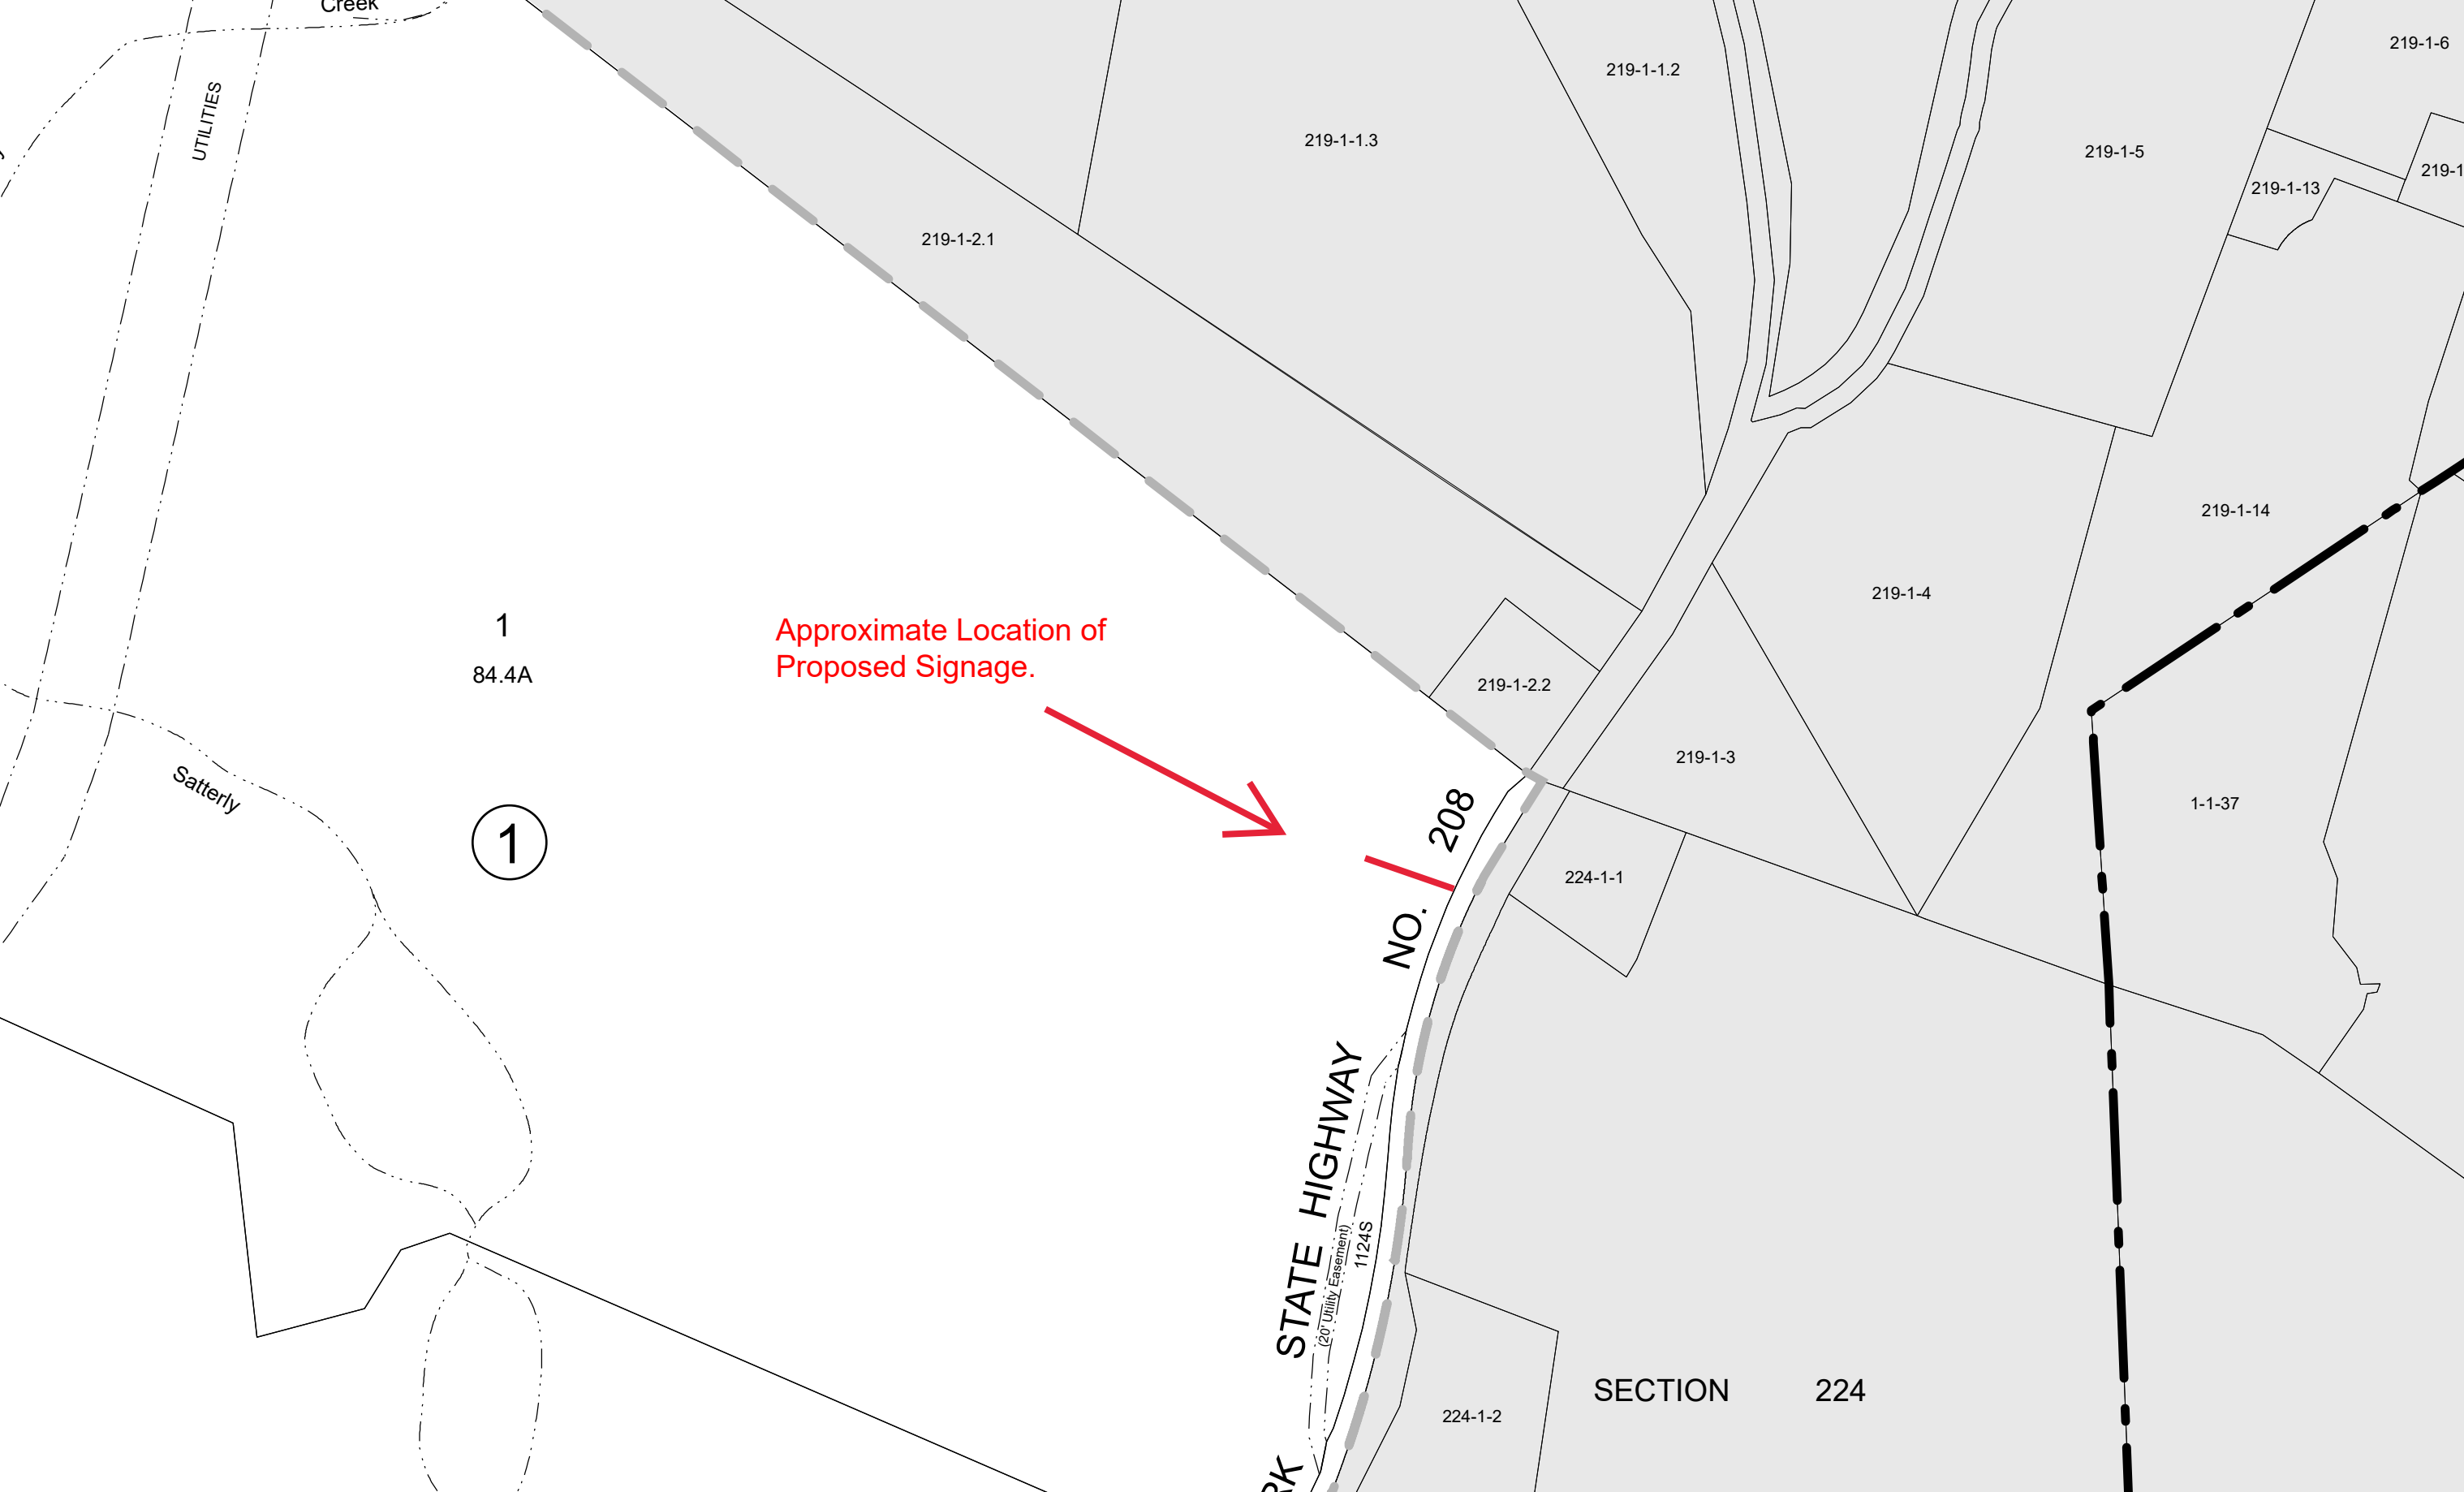 Creek
UTILITIES
219-1-6
219-1-1.2
219-1-1.3
219-1-5
219-1
219-1-13
219-1-2.1
219-1-14
219-1-4
1
84.4A
Approximate Location of
Proposed Signage.
219-1-2.2
219-1-3
Satterly
1
1-1-37
224-1-1
STATE HIGHWAY NO. 208
(20' Utility Easement)
1124S
SECTION 224
224-1-2
RK